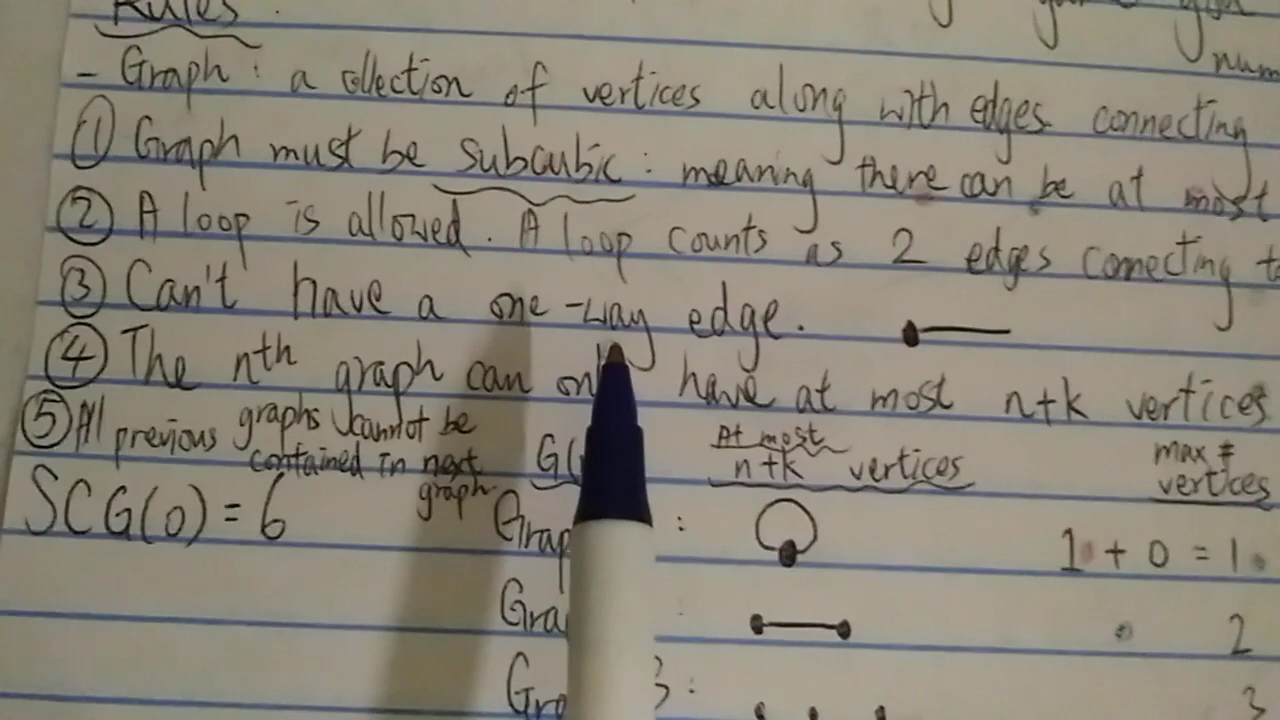 Rules.
num
- Graph: a collection of vertices along with edges connecting
① Graph must be subcubic: meaning there can be at most
② A loop is allowed. A loop counts as 2 edges connecting
③ Can't have a one-way edge.
④ The nth graph can have at most n+k vertices
⑤ All previous graphs cannot be
contained in next
graph
At most
n+k vertices
max #
vertices
SCG(0) = 6
: 1 + 0 = 1
: 2
3: 3